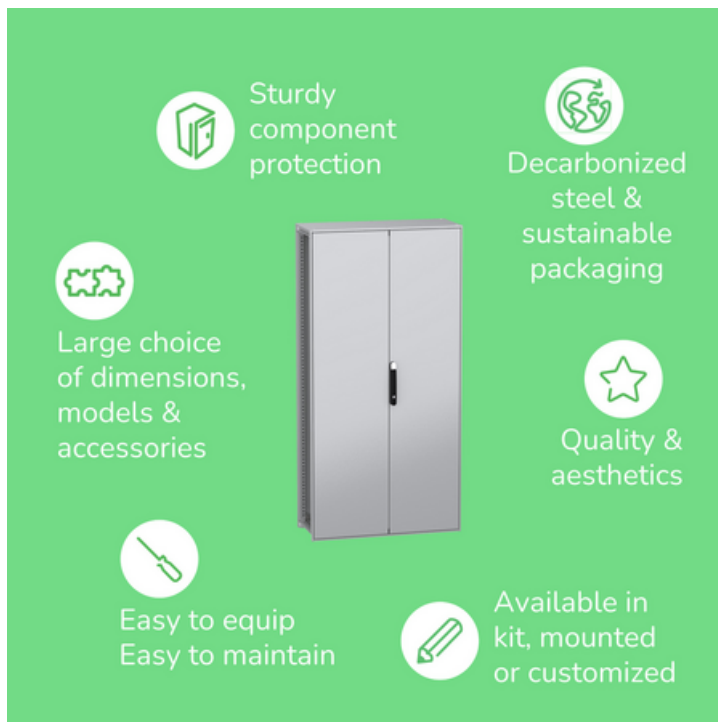 Sturdy
component
protection
Decarbonized
steel &
sustainable
packaging
Large choice
of dimensions,
models &
accessories
Quality &
aesthetics
Easy to equip
Easy to maintain
Available in
kit, mounted
or customized